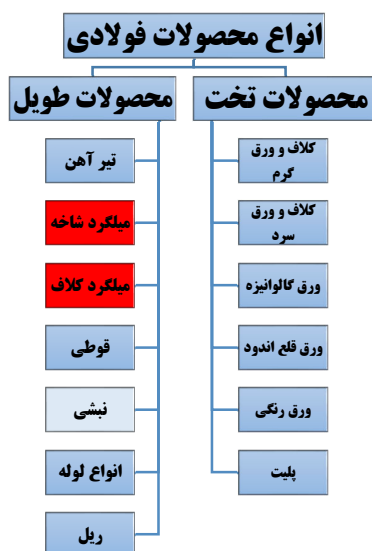 انواع محصولات فولادی
محصولات تخت
کلاف و ورق
گرم
کلاف و ورق
سرد
ورق گالوانیزه
ورق قلع اندود
ورق رنگی
پلیت
محصولات طویل
تیر آهن
میلگرد شاخه
میلگرد کلاف
قوطی
نبشی
انواع لوله
ریل